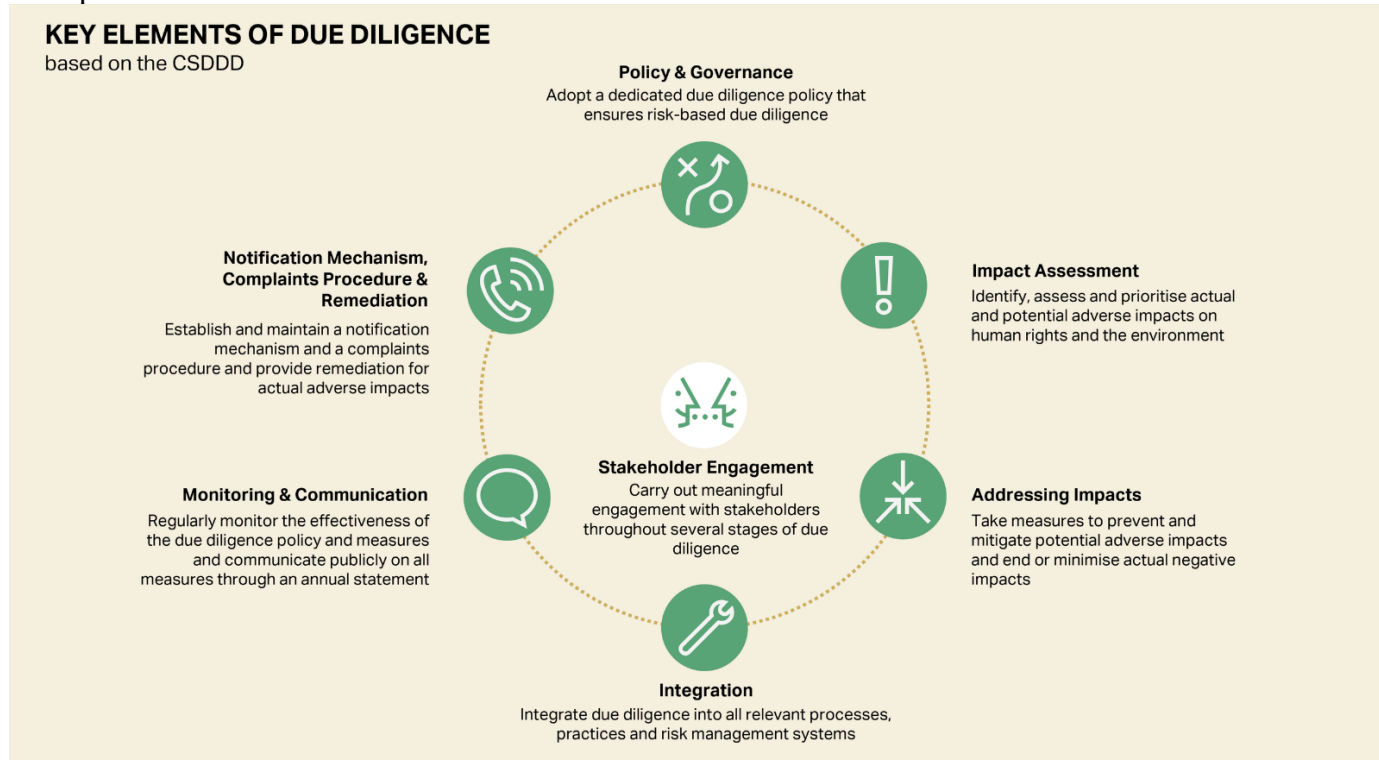 KEY ELEMENTS OF DUE DILIGENCE
based on the CSDDD
Policy & Governance
Adopt a dedicated due diligence policy that
ensures risk-based due diligence
Impact Assessment
Identify, assess and prioritise actual
and potential adverse impacts on
human rights and the environment
Addressing Impacts
Take measures to prevent and
mitigate potential adverse impacts
and end or minimise actual negative
impacts
Integration
Integrate due diligence into all relevant processes,
practices and risk management systems
Monitoring & Communication
Regularly monitor the effectiveness of
the due diligence policy and measures
and communicate publicly on all
measures through an annual statement
Notification Mechanism,
Complaints Procedure &
Remediation
Establish and maintain a notification
mechanism and a complaints
procedure and provide remediation for
actual adverse impacts
Stakeholder Engagement
Carry out meaningful
engagement with stakeholders
throughout several stages of due
diligence